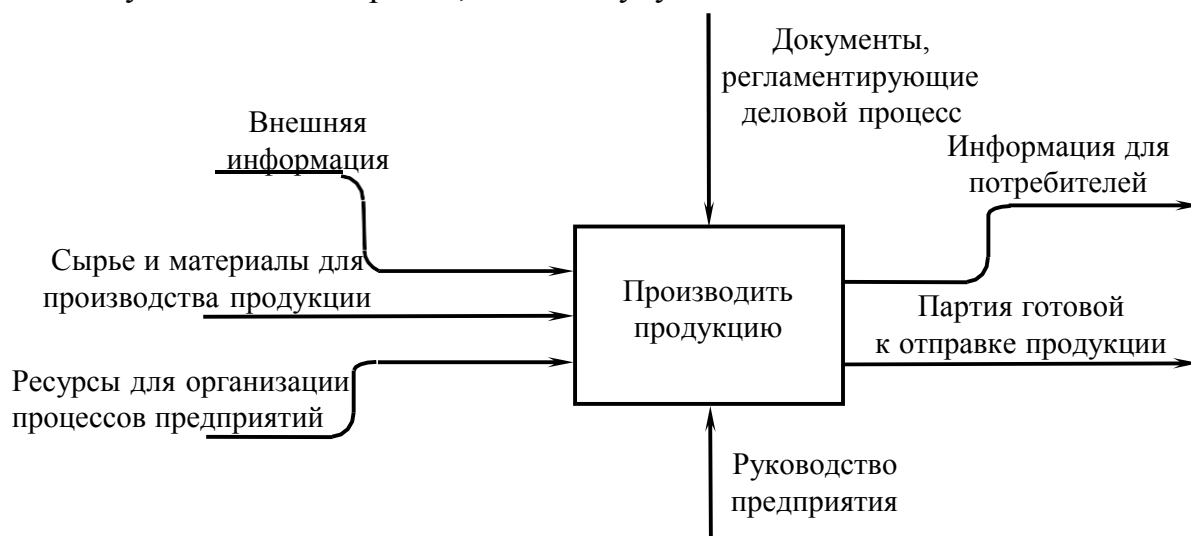 Документы,
регламентирующие
деловой процесс
Внешняя
информация
Информация для
потребителей
Сырье и материалы для
производства продукции
Производить
продукцию
Партия готовой
к отправке продукции
Ресурсы для организации
процессов предприятий
Руководство
предприятия